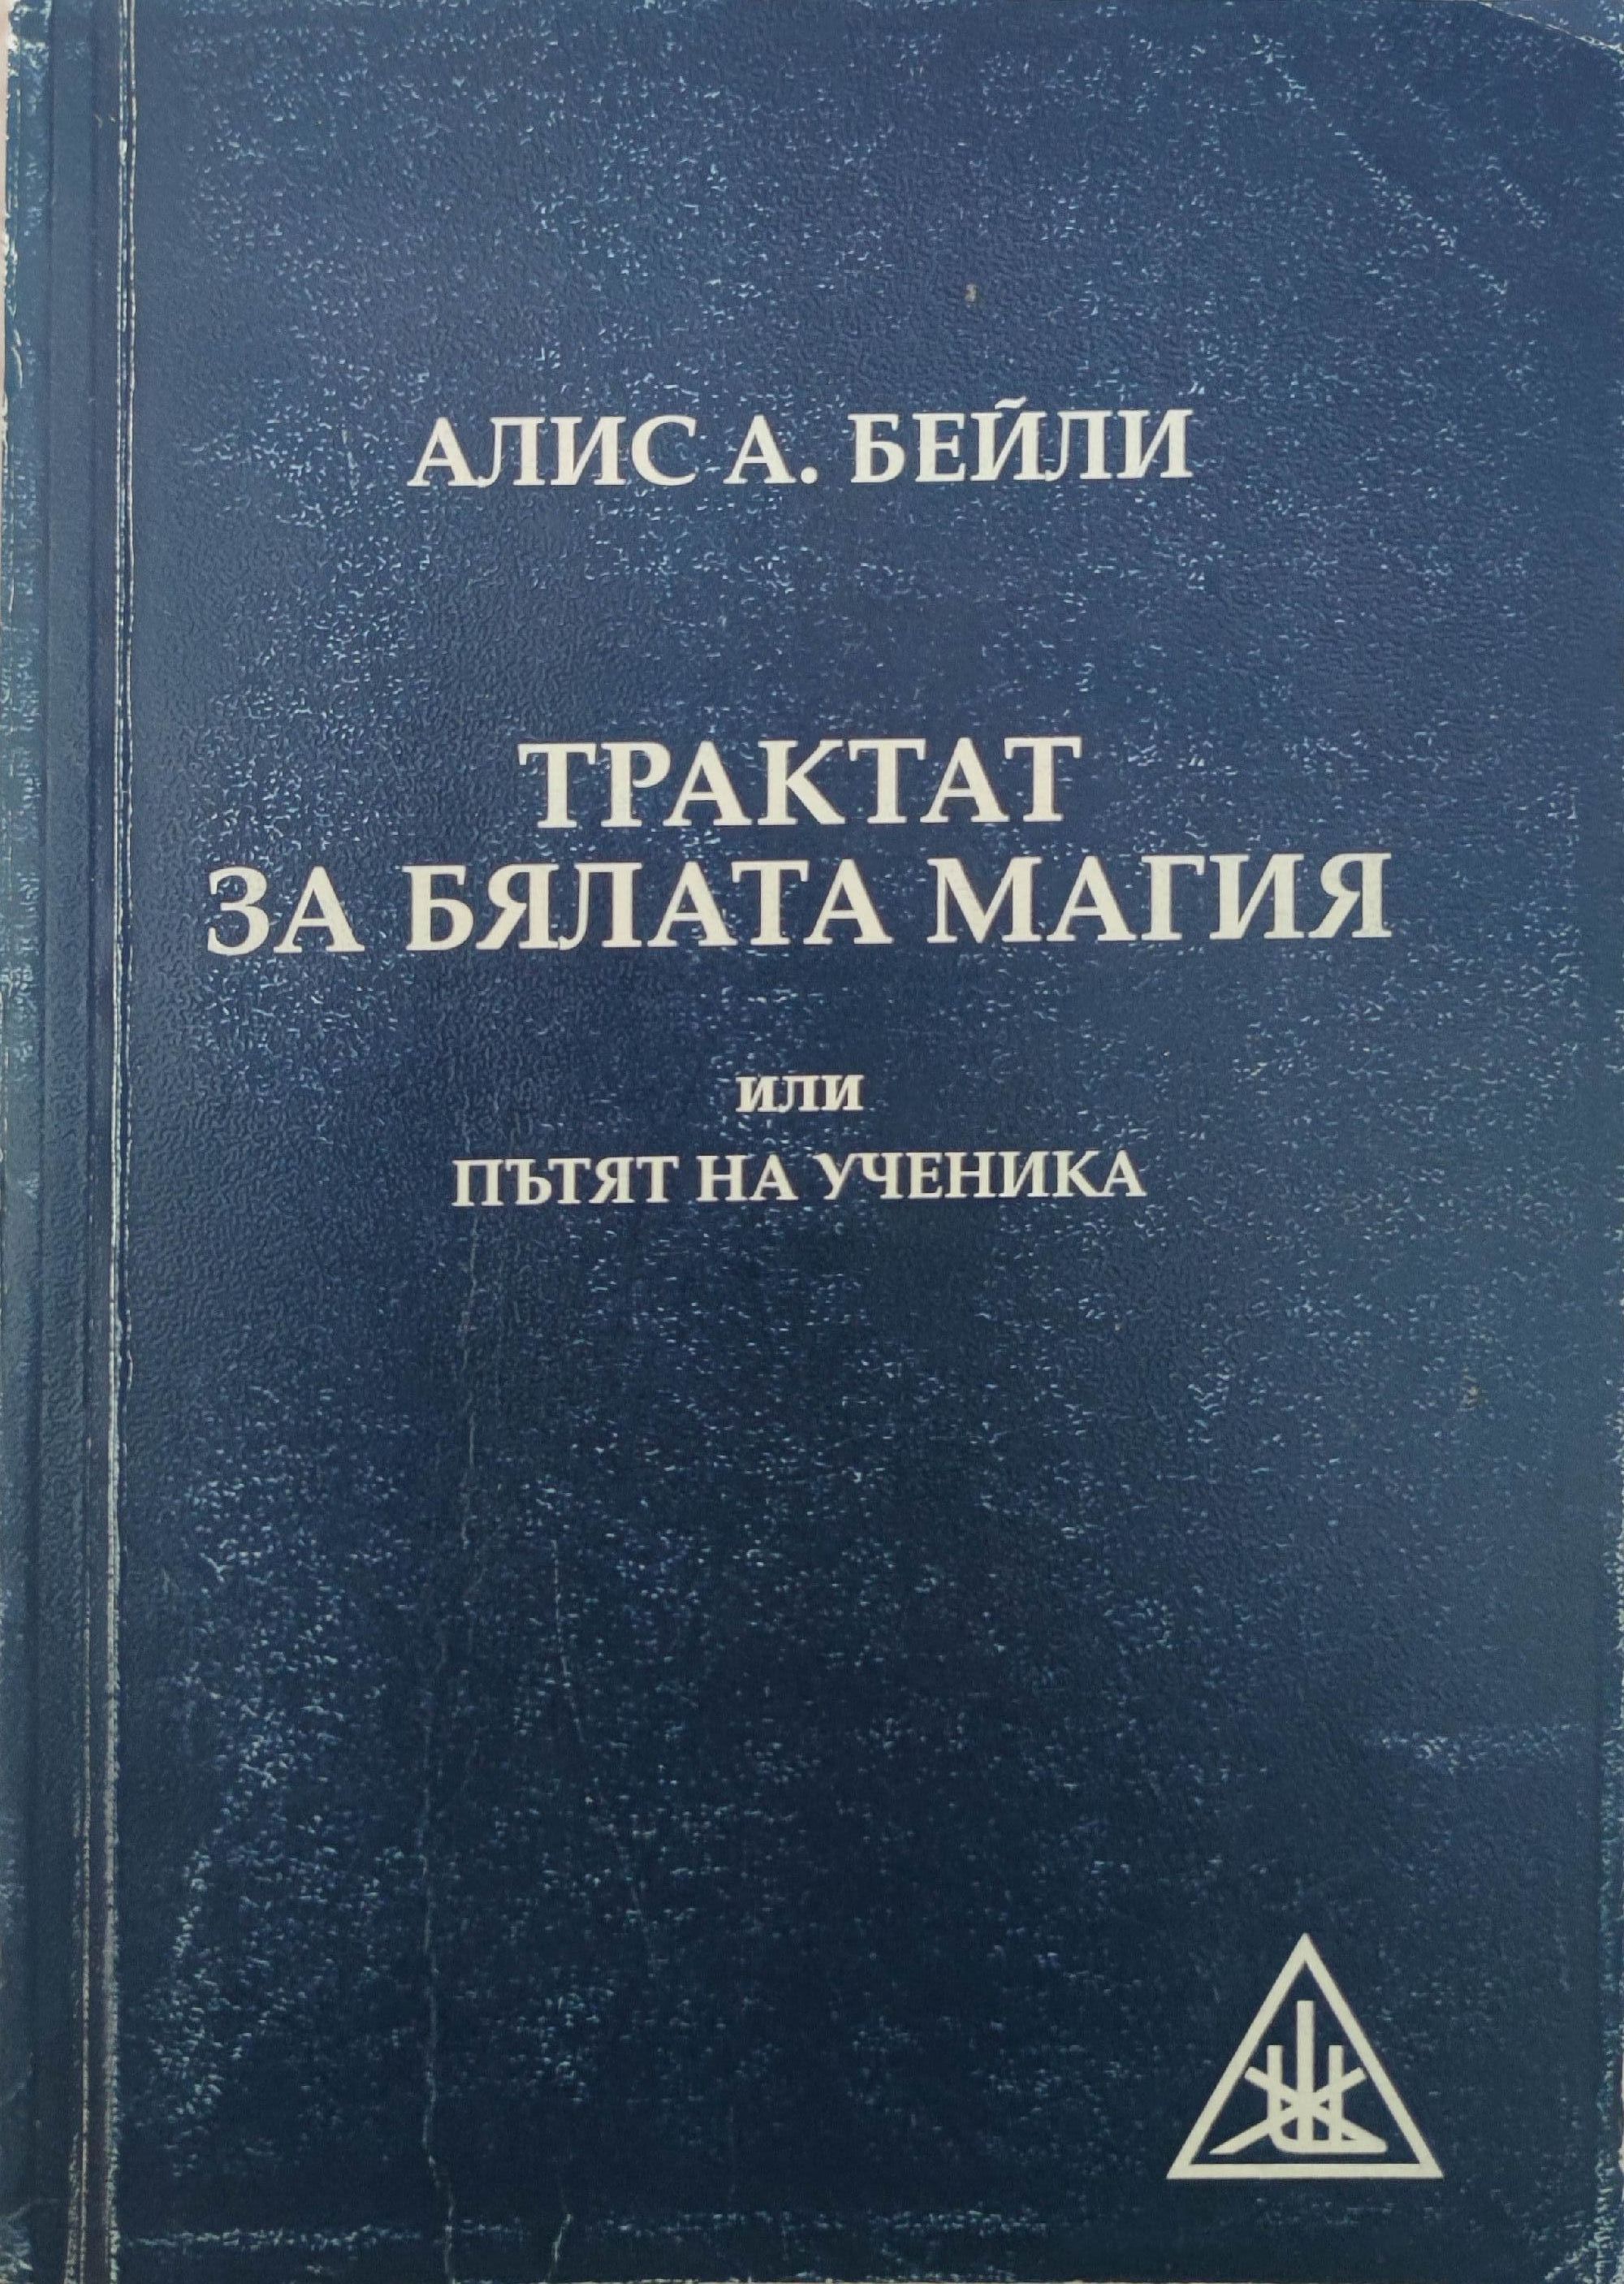 АЛИС А. БЕЙЛИ
ТРАКТАТ
ЗА БЯЛАТА МАГИЯ
или
ПЪТЯТ НА УЧЕНИКА